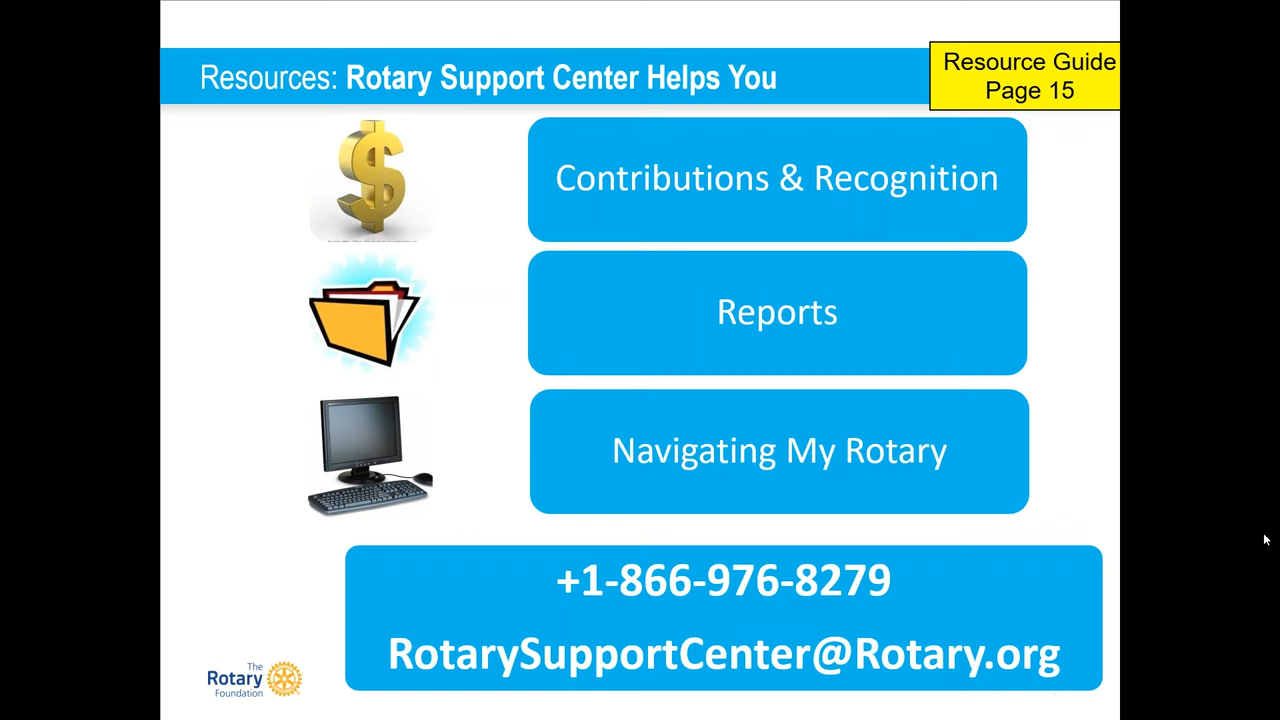 Resources: Rotary Support Center Helps You
Resource Guide
Page 15
Contributions & Recognition
Reports
Navigating My Rotary
+1-866-976-8279
RotarySupportCenter@Rotary.org
The
Rotary
Foundation